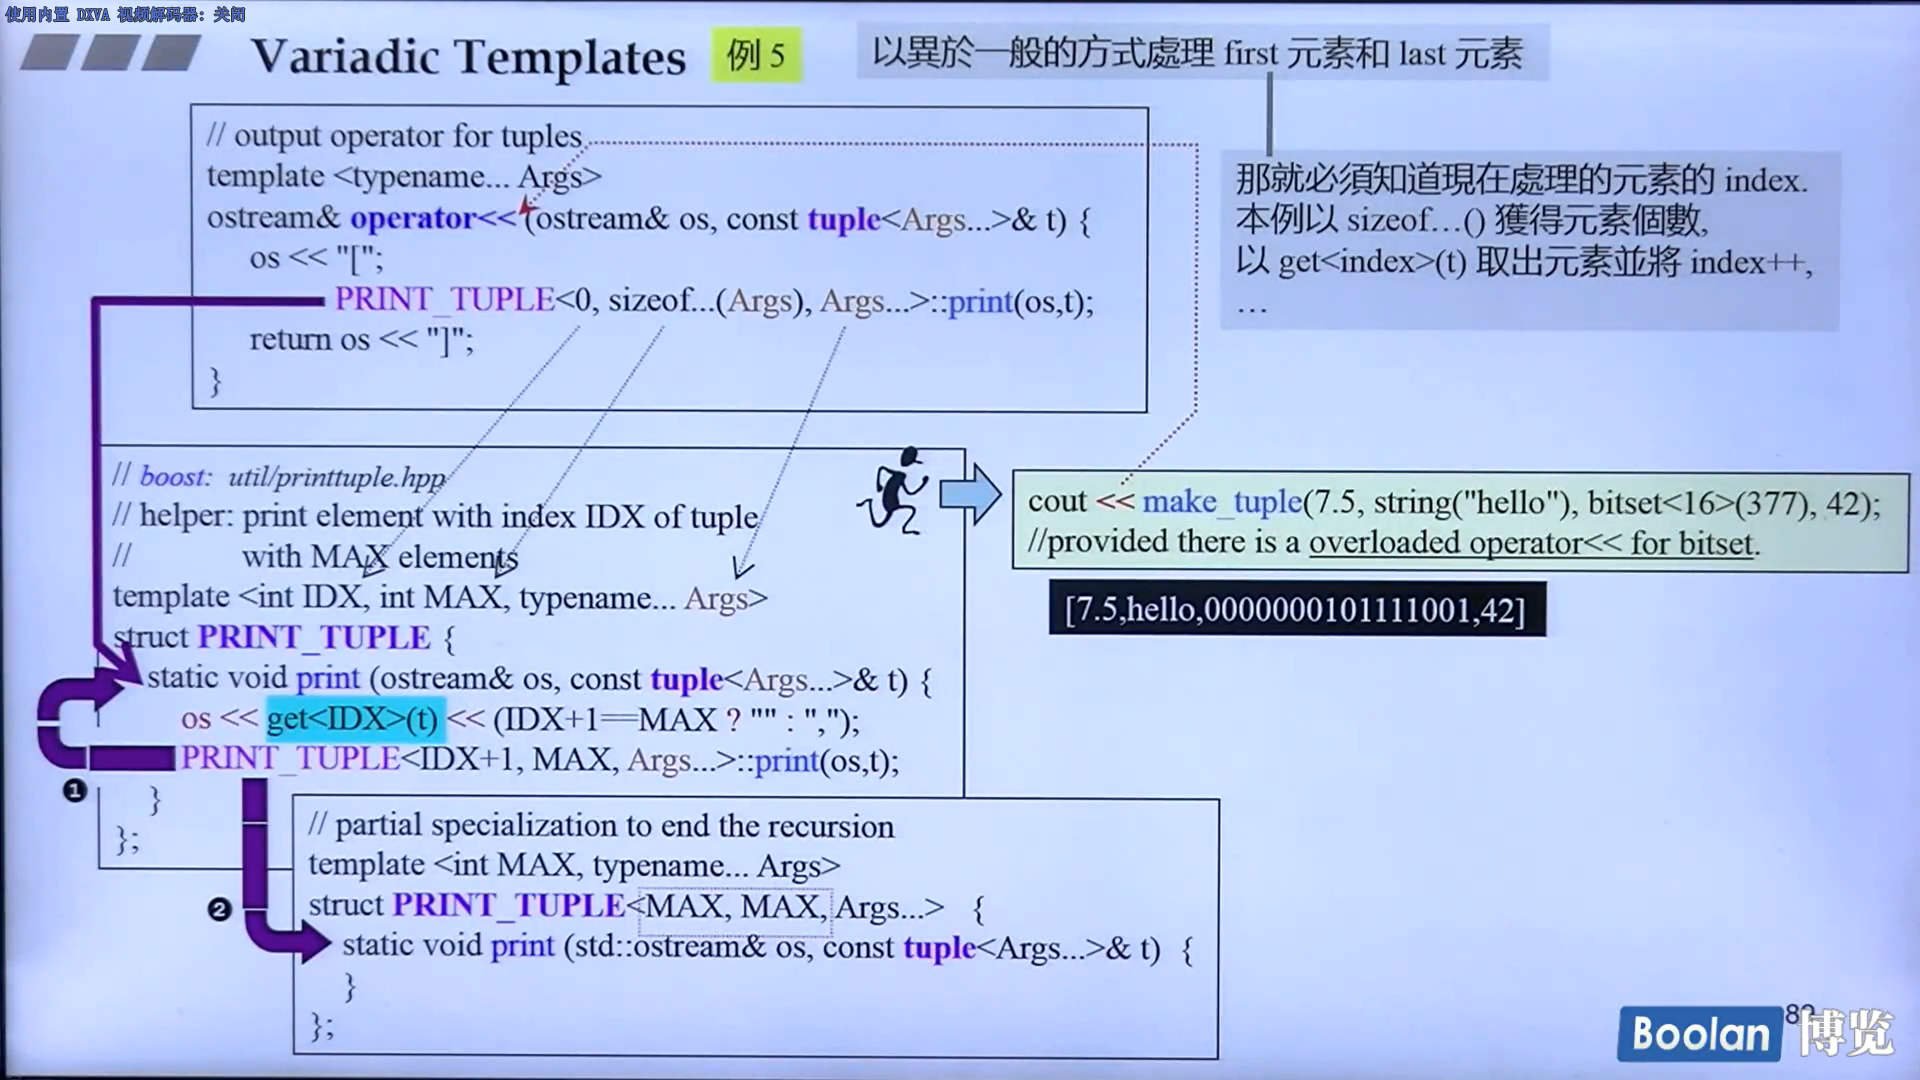 使用内置 DXVA 视频解码器: 关闭
Variadic Templates
例 5
以異於一般的方式處理 first 元素和 last 元素
// output operator for tuples
template <typename... Args>
ostream& operator<< (ostream& os, const tuple<Args...>& t) {
os << "[";
PRINT_TUPLE<0, sizeof...(Args), Args...>::print(os,t);
return os << "]";
}
那就必須知道現在處理的元素的 index.
本例以 sizeof...() 獲得元素個數,
以 get<index>(t) 取出元素並將 index++,
...
// boost: util/printtuple.hpp
// helper: print element with index IDX of tuple
// with MAX elements
template <int IDX, int MAX, typename... Args>
struct PRINT_TUPLE {
static void print (ostream& os, const tuple<Args...>& t) {
os << get<IDX>(t) << (IDX+1==MAX ? "" : ",");
PRINT_TUPLE<IDX+1, MAX, Args...>::print(os,t);
}
};
❶
cout << make_tuple(7.5, string("hello"), bitset<16>(377), 42);
//provided there is a overloaded operator<< for bitset.
[7.5,hello,0000000101111001,42]
// partial specialization to end the recursion
template <int MAX, typename... Args>
struct PRINT_TUPLE<MAX, MAX, Args...> {
static void print (std::ostream& os, const tuple<Args...>& t) {
}
};
❷
Boolan 博览